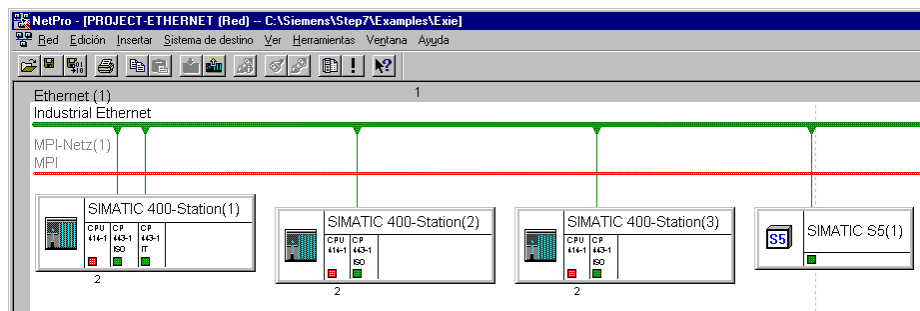 NetPro - [PROJECT-ETHERNET (Red) -- C:\Siemens\Step7\Examples\Exie]
Red Edición Insertar Sistema de destino Ver Herramientas Ventana Ayuda
Ethernet (1)
1
Industrial Ethernet
MPI-Netz(1)
MPI
SIMATIC 400-Station(1)
CPU 414-1
CP 443-1 ISO
CP 443-1 IT
2
SIMATIC 400-Station(2)
CPU 414-1
CP 443-1 ISO
2
SIMATIC 400-Station(3)
CPU 414-1
CP 443-1 ISO
2
S5
SIMATIC S5(1)